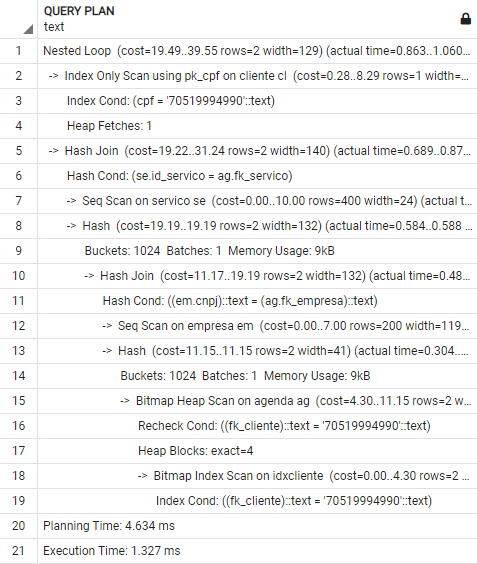 QUERY PLAN
text
1 Nested Loop (cost=19.49..39.55 rows=2 width=129) (actual time=0.863..1.060...
2 -> Index Only Scan using pk_cpf on cliente cl (cost=0.28..8.29 rows=1 width=...
3 Index Cond: (cpf = '70519994990'::text)
4 Heap Fetches: 1
5 -> Hash Join (cost=19.22..31.24 rows=2 width=140) (actual time=0.689..0.87...
6 Hash Cond: (se.id_servico = ag.fk_servico)
7 -> Seq Scan on servico se (cost=0.00..10.00 rows=400 width=24) (actual t...
8 -> Hash (cost=19.19..19.19 rows=2 width=132) (actual time=0.584..0.588 ...
9 Buckets: 1024 Batches: 1 Memory Usage: 9kB
10 -> Hash Join (cost=11.17..19.19 rows=2 width=132) (actual time=0.48...
11 Hash Cond: ((em.cnpj)::text = (ag.fk_empresa)::text)
12 -> Seq Scan on empresa em (cost=0.00..7.00 rows=200 width=119...
13 -> Hash (cost=11.15..11.15 rows=2 width=41) (actual time=0.304.....
14 Buckets: 1024 Batches: 1 Memory Usage: 9kB
15 -> Bitmap Heap Scan on agenda ag (cost=4.30..11.15 rows=2 w...
16 Recheck Cond: ((fk_cliente)::text = '70519994990'::text)
17 Heap Blocks: exact=4
18 -> Bitmap Index Scan on idxcliente (cost=0.00..4.30 rows=2 ...
19 Index Cond: ((fk_cliente)::text = '70519994990'::text)
20 Planning Time: 4.634 ms
21 Execution Time: 1.327 ms